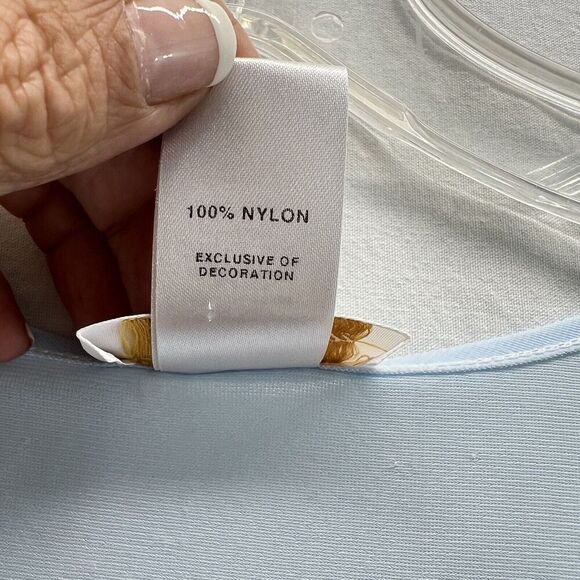 100% NYLON
EXCLUSIVE OF
DECORATION